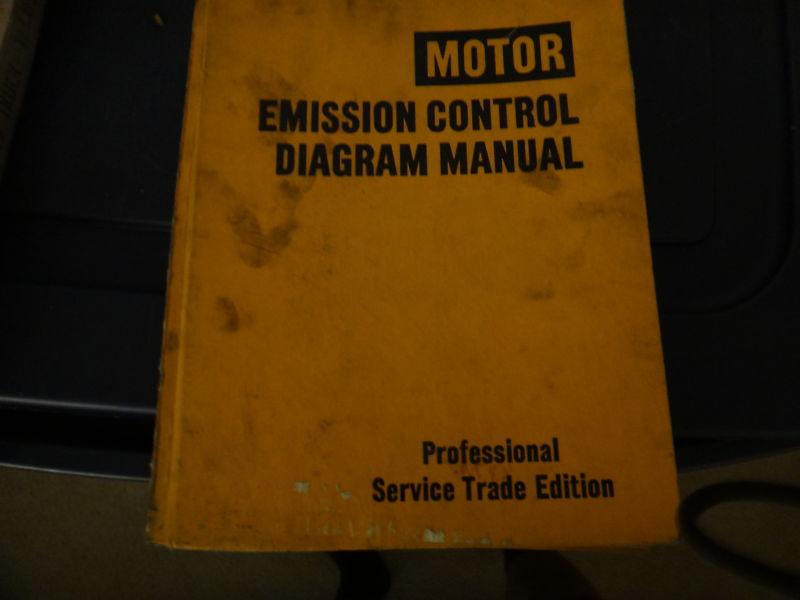 MOTOR
EMISSION CONTROL
DIAGRAM MANUAL
Professional
Service Trade Edition